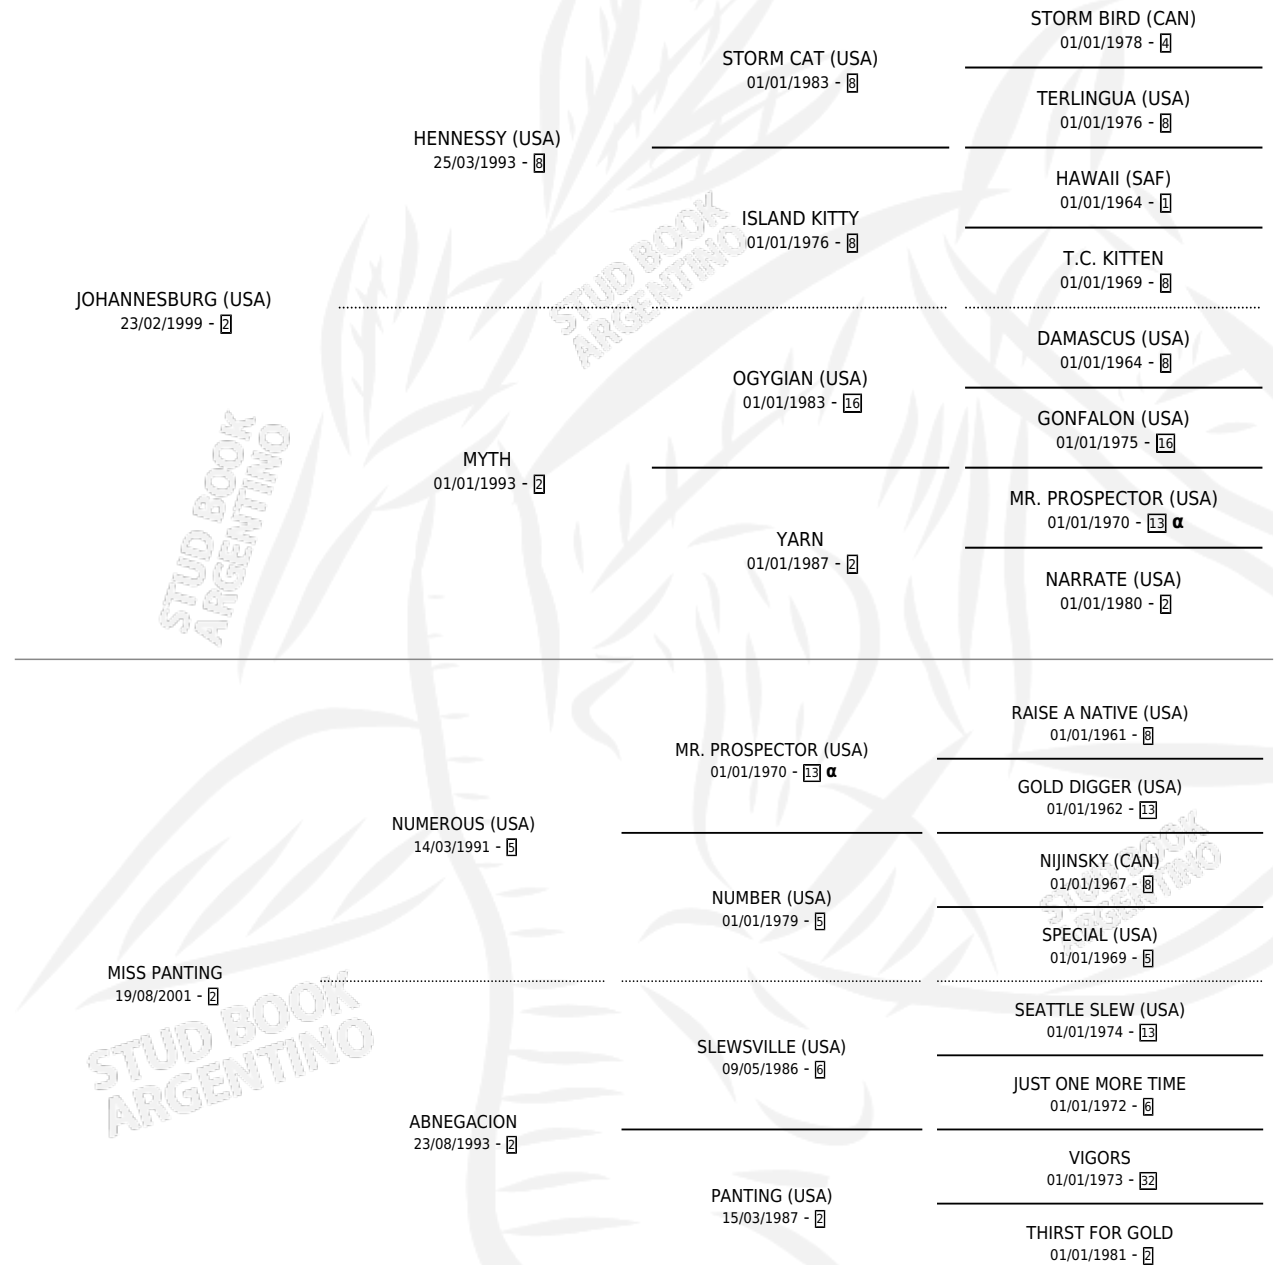 STORM BIRD (CAN)
01/01/1978 - 4
STORM CAT (USA)
01/01/1983 - 8
TERLINGUA (USA)
01/01/1976 - 8
HENNESSY (USA)
25/03/1993 - 8
HAWAII (SAF)
01/01/1964 - 1
ISLAND KITTY
01/01/1976 - 8
T.C. KITTEN
01/01/1969 - 8
JOHANNESBURG (USA)
23/02/1999 - 2
DAMASCUS (USA)
01/01/1964 - 8
OGYGIAN (USA)
01/01/1983 - 16
GONFALON (USA)
01/01/1975 - 16
MYTH
01/01/1993 - 2
MR. PROSPECTOR (USA)
01/01/1970 - 13 α
YARN
01/01/1987 - 2
NARRATE (USA)
01/01/1980 - 2
RAISE A NATIVE (USA)
01/01/1961 - 8
MR. PROSPECTOR (USA)
01/01/1970 - 13 α
GOLD DIGGER (USA)
01/01/1962 - 13
NUMEROUS (USA)
14/03/1991 - 5
NIJINSKY (CAN)
01/01/1967 - 8
NUMBER (USA)
01/01/1979 - 5
SPECIAL (USA)
01/01/1969 - 5
MISS PANTING
19/08/2001 - 2
SEATTLE SLEW (USA)
01/01/1974 - 13
SLEWSVILLE (USA)
09/05/1986 - 6
JUST ONE MORE TIME
01/01/1972 - 6
ABNEGACION
23/08/1993 - 2
VIGORS
01/01/1973 - 32
PANTING (USA)
15/03/1987 - 2
THIRST FOR GOLD
01/01/1981 - 2
STUD BOOK
ARGENTINO
STUD BOOK
ARGENTINO
STUD BOOK
ARGENTINO
STUD BOOK
ARGENTINO